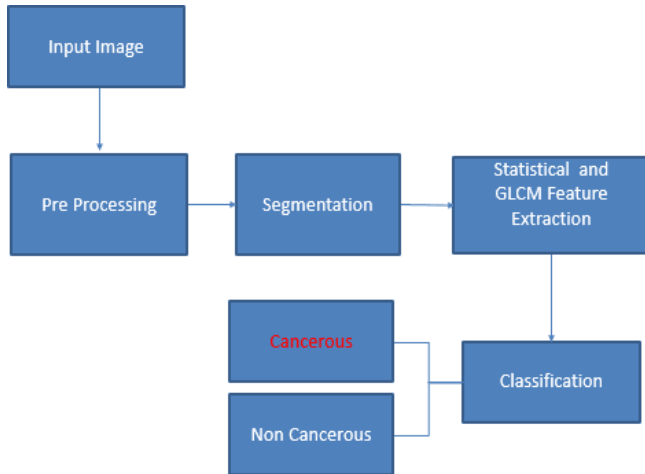 Input Image
Pre Processing
Segmentation
Statistical and
GLCM Feature
Extraction
Cancerous
Classification
Non Cancerous